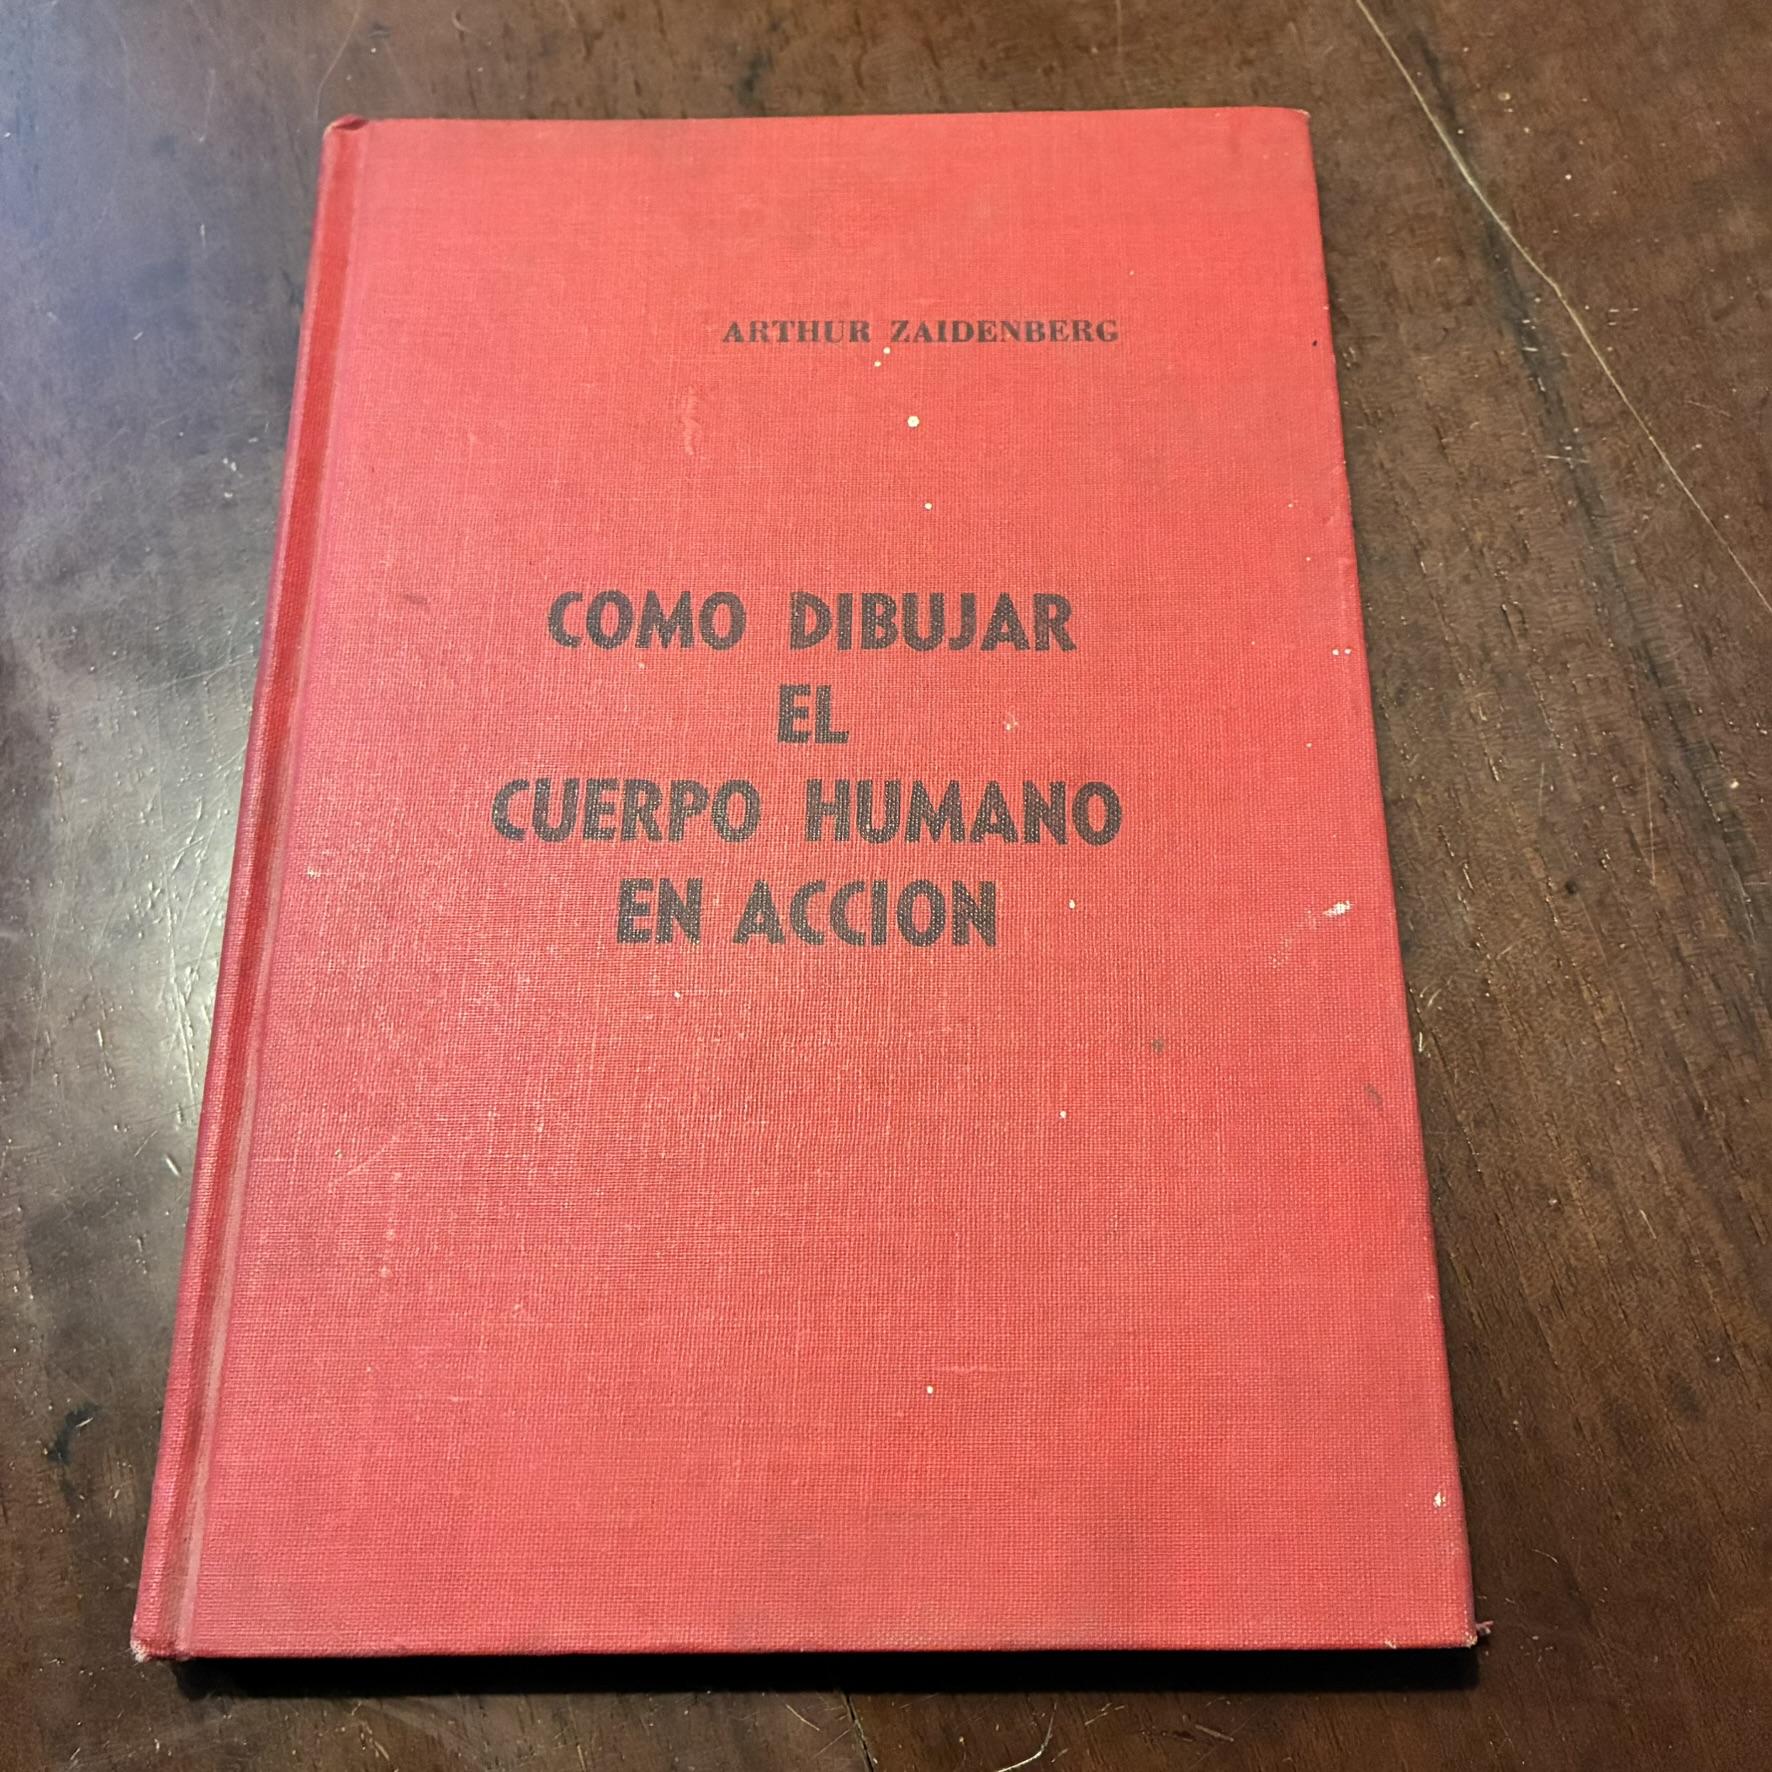 ARTHUR ZAIDENBERG
COMO DIBUJAR
EL
CUERPO HUMANO
EN ACCION